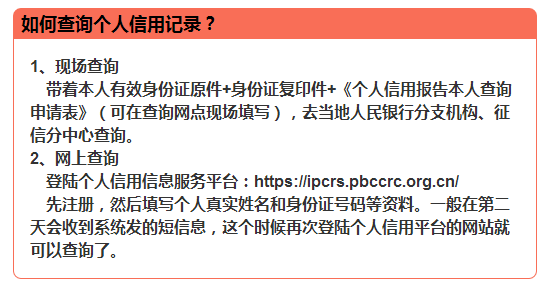 如何查询个人信用记录？
1、现场查询
带着本人有效身份证原件+身份证复印件+《个人信用报告本人查询
申请表》（可在查询网点现场填写），去当地人民银行分支机构、征
信分中心查询。
2、网上查询
登陆个人信用信息服务平台：https://ipcrs.pbccrc.org.cn/
先注册，然后填写个人真实姓名和身份证号码等资料。一般在第二
天会收到系统发的短信息，这个时候再次登陆个人信用平台的网站就
可以查询了。